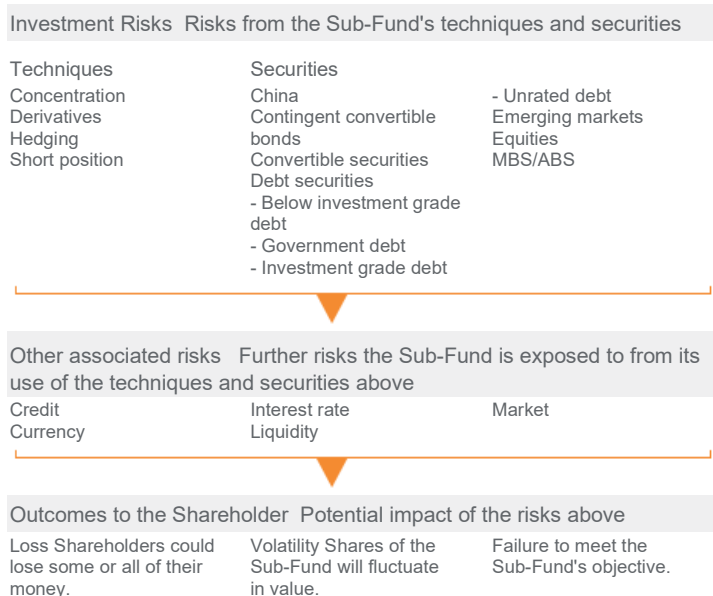 Investment Risks Risks from the Sub-Fund's techniques and securities
Techniques
Concentration
Derivatives
Hedging
Short position
Securities
China
Contingent convertible
bonds
Convertible securities
Debt securities
- Below investment grade
debt
- Government debt
- Investment grade debt
- Unrated debt
Emerging markets
Equities
MBS/ABS
Other associated risks Further risks the Sub-Fund is exposed to from its
use of the techniques and securities above
Credit
Currency
Interest rate
Liquidity
Market
Outcomes to the Shareholder Potential impact of the risks above
Loss Shareholders could
lose some or all of their
money.
Volatility Shares of the
Sub-Fund will fluctuate
in value.
Failure to meet the
Sub-Fund's objective.